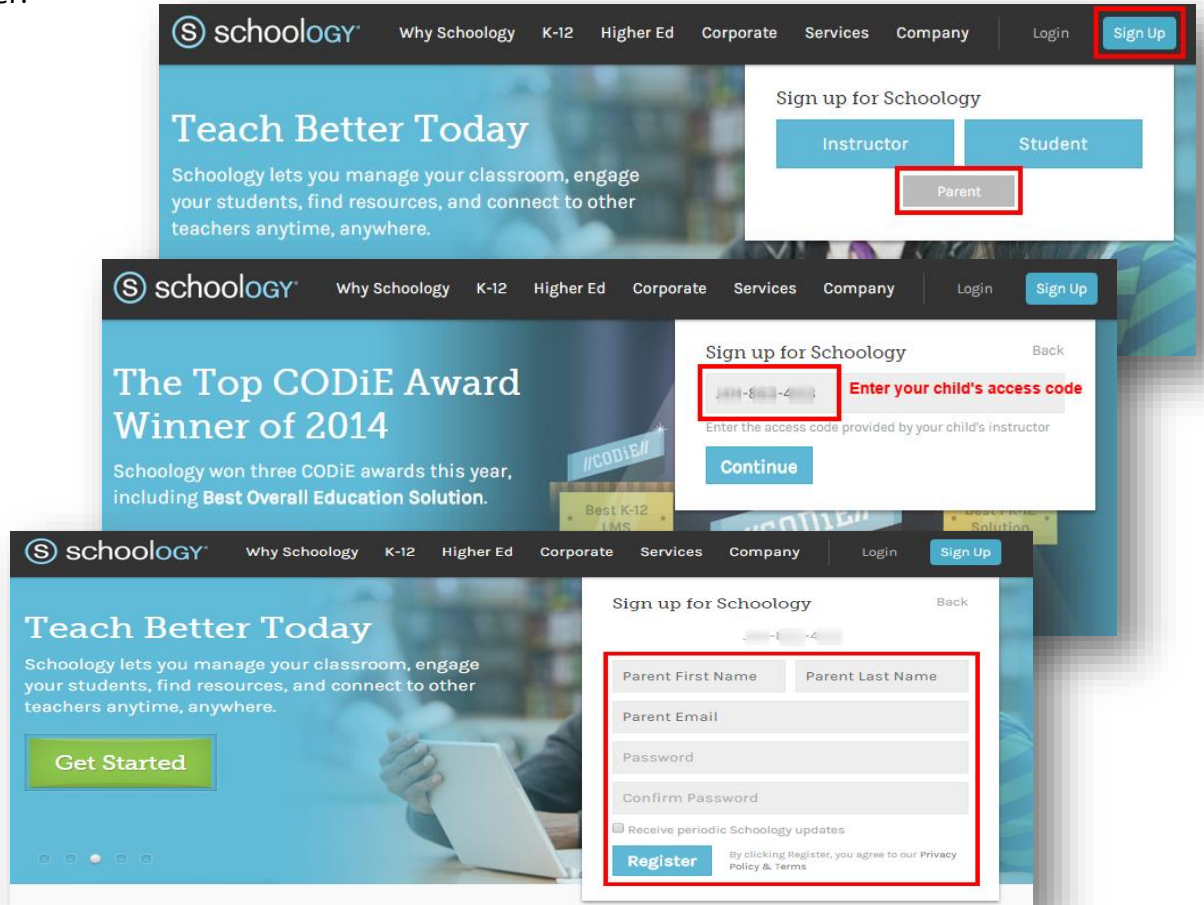 schoology Why Schoology K-12 Higher Ed Corporate Services Company Login Sign Up
Teach Better Today
Schoology lets you manage your classroom, engage
your students, find resources, and connect to other
teachers anytime, anywhere.
Sign up for Schoology
Instructor Student
Parent
schoology Why Schoology K-12 Higher Ed Corporate Services Company Login Sign Up
The Top CODiE Award
Winner of 2014
Schoology won three CODiE awards this year,
including Best Overall Education Solution.
//CODiE//
Best K-12
LMS
Solution
Sign up for Schoology Back
Enter your child's access code
Enter the access code provided by your child's instructor
Continue
schoology Why Schoology K-12 Higher Ed Corporate Services Company Login Sign Up
Teach Better Today
Schoology lets you manage your classroom, engage
your students, find resources, and connect to other
teachers anytime, anywhere.
Get Started
Sign up for Schoology Back
Parent First Name Parent Last Name
Parent Email
Password
Confirm Password
Receive periodic Schoology updates
Register
By clicking Register, you agree to our Privacy
Policy & Terms